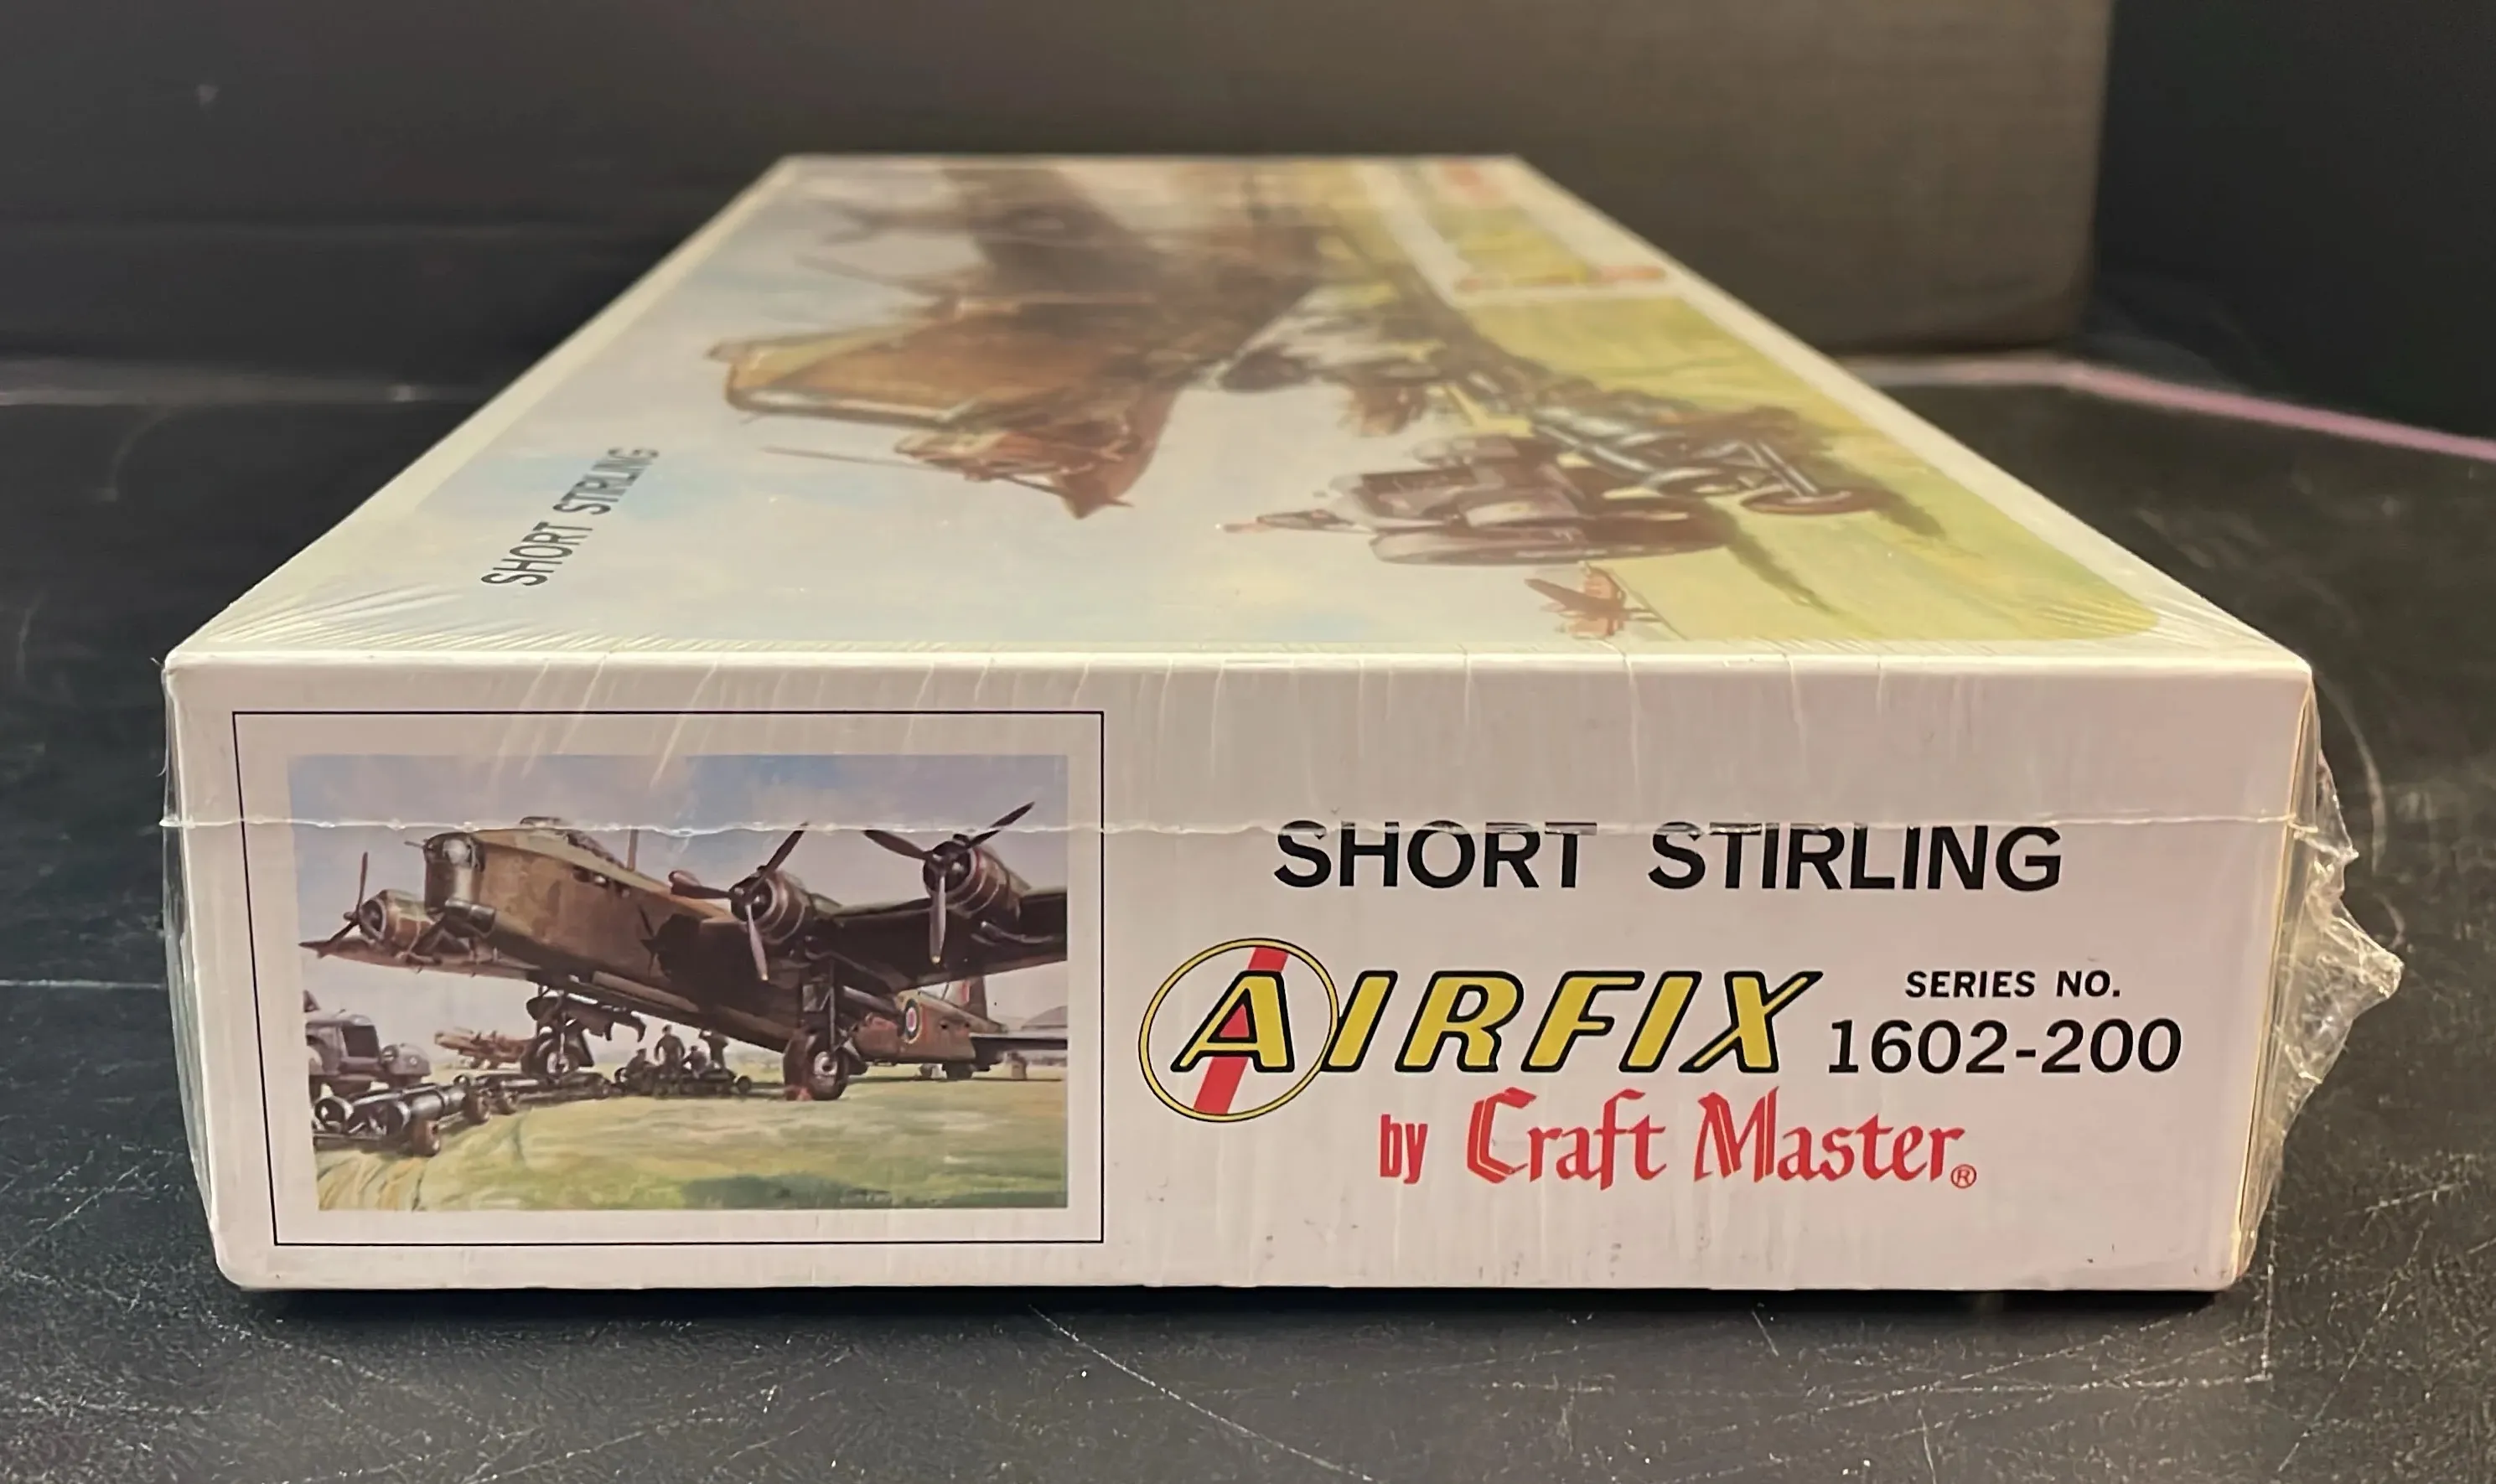 SHORT STIRLING
SHORT STIRLING
AIRFIX
SERIES NO.
1602-200
by Craft Master®